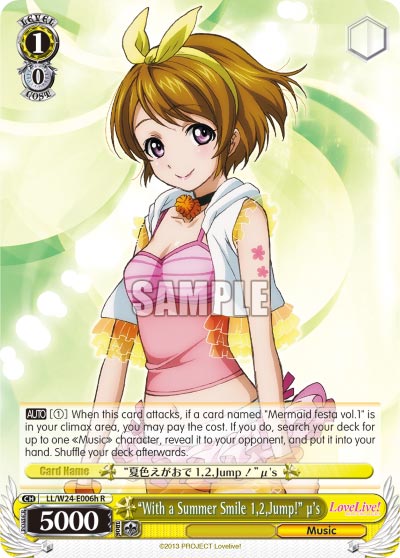 LEVEL
1
0
COST
SAMPLE
AUTO [①] When this card attacks, if a card named "Mermaid festa vol.1" is
in your climax area, you may pay the cost. If you do, search your deck for
up to one «Music» character, reveal it to your opponent, and put it into your
hand. Shuffle your deck afterwards.
Card Name
"夏色えがおで 1,2,Jump！" μ's
CH LL/W24-E006h R
"With a Summer Smile 1,2,Jump!" μ's
LoveLive!
POWER
5000
SOUL
Music
©2013 PROJECT Lovelive!